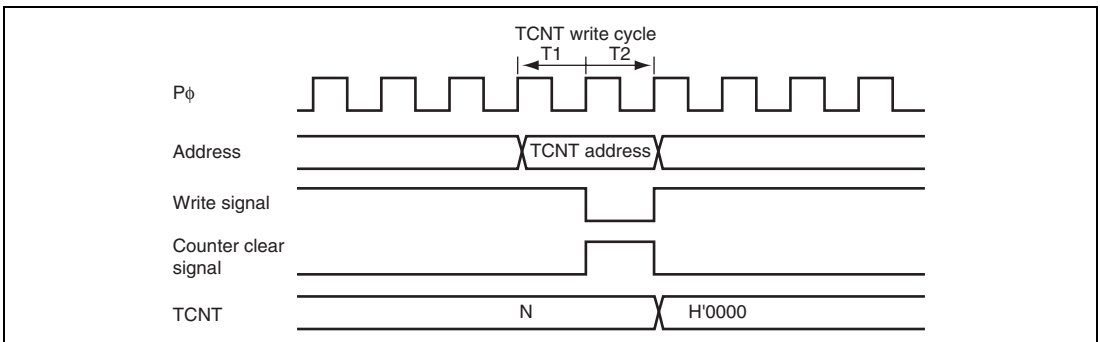 TCNT write cycle
T1 T2
Pϕ
Address
TCNT address
Write signal
Counter clear
signal
TCNT
N
H'0000